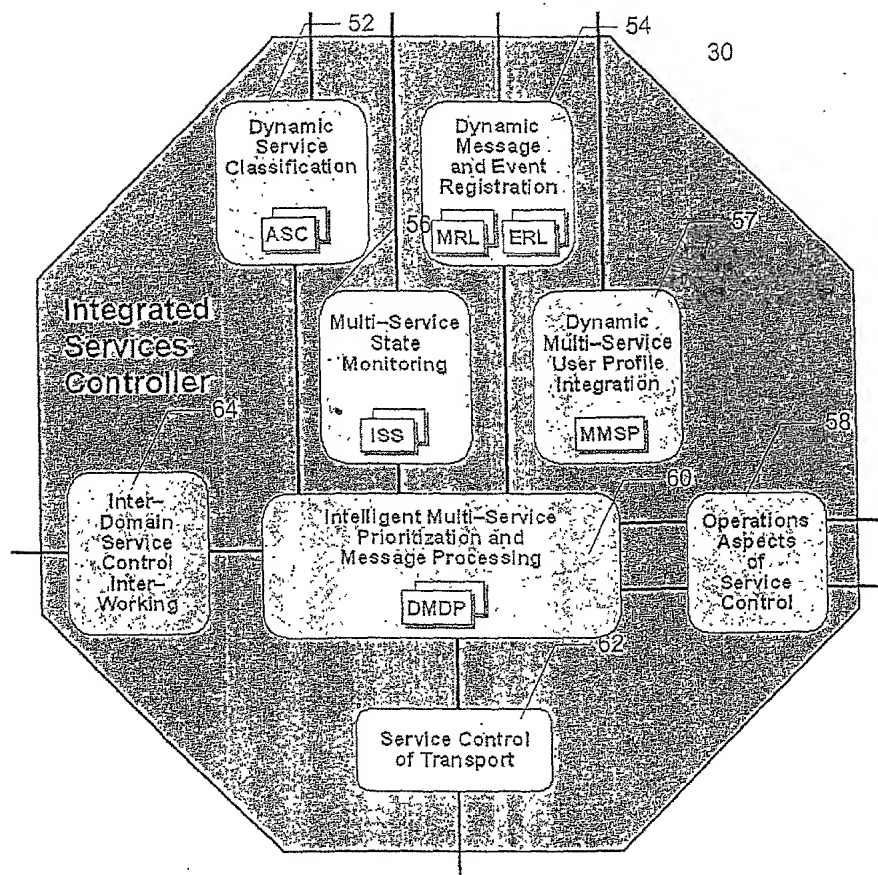 52
54
30
Dynamic
Service
Classification
ASC
Dynamic
Message
and Event
Registration
MRL
ERL
56
57
Integrated
Services
Controller
Multi-Service
State
Monitoring
ISS
Dynamic
Multi-Service
User Profile
Integration
MMSP
64
58
Inter-
Domain
Service
Control
Inter-
Working
60
Intelligent Multi-Service
Prioritization and
Message Processing
DMDP
Operations
Aspects
of
Service
Control
62
Service Control
of Transport